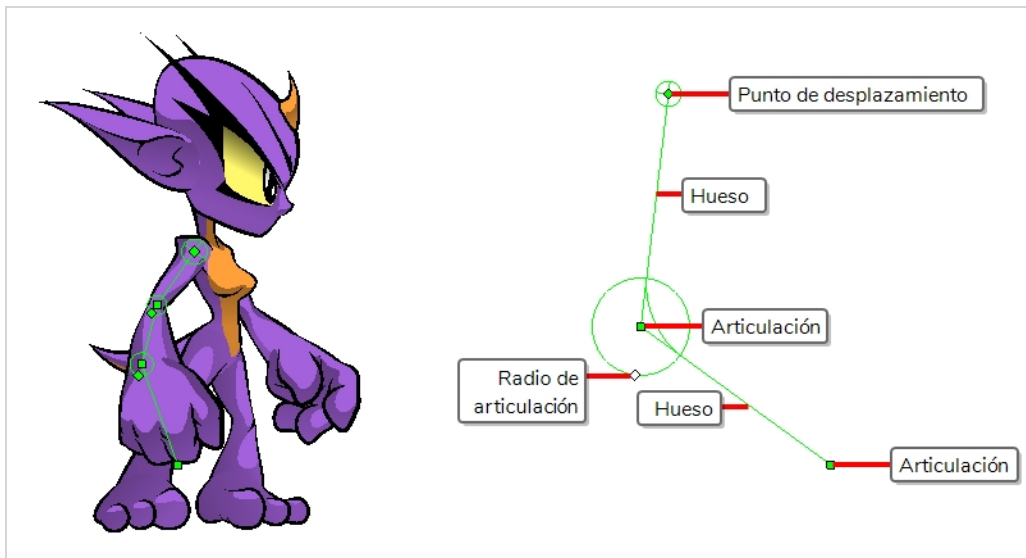 Punto de desplazamiento
Hueso
Articulación
Radio de
articulación
Hueso
Articulación